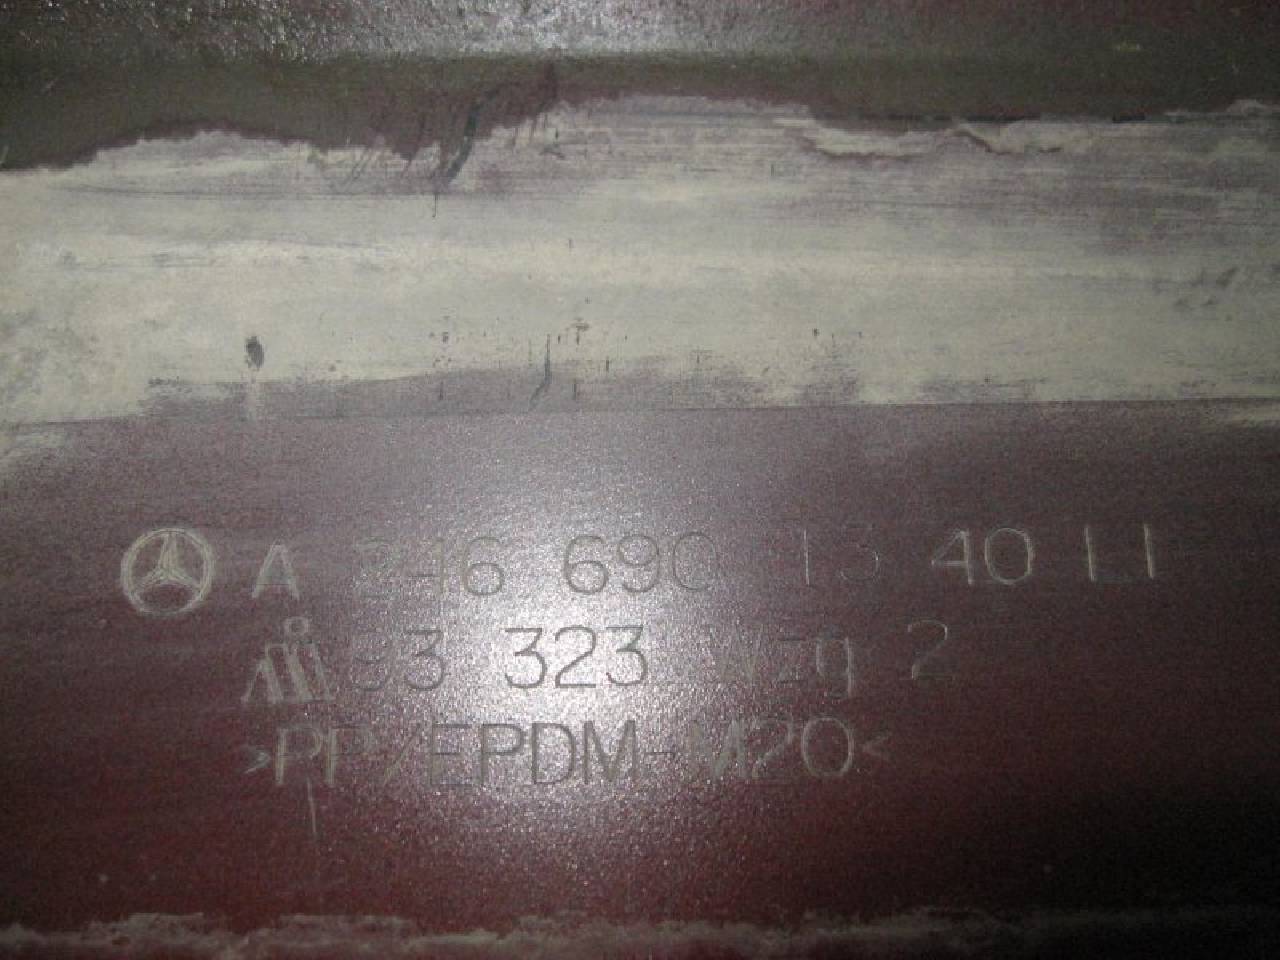 A 246 690 13 40 LI
93 323 Wzg 2
>PP/EPDM-M20<